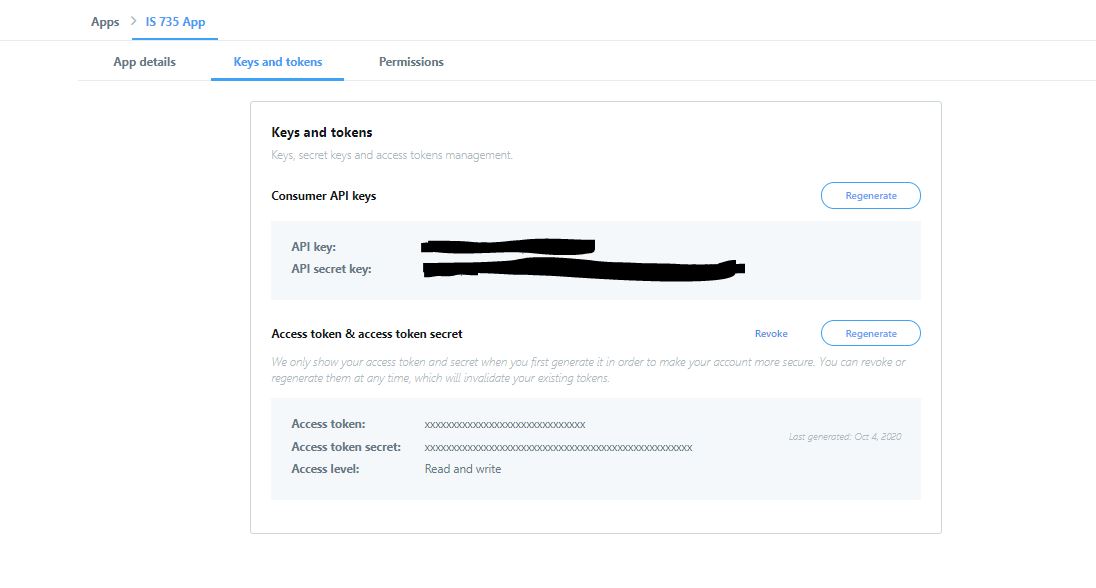 Apps > IS 735 App
App details Keys and tokens Permissions
Keys and tokens
Keys, secret keys and access tokens management.
Consumer API keys Regenerate
API key:
API secret key:
Access token & access token secret Revoke Regenerate
We only show your access token and secret when you first generate it in order to make your account more secure. You can revoke or
regenerate them at any time, which will invalidate your existing tokens.
Access token: xxxxxxxxxxxxxxxxxxxxxxxxxxxxxx
Last generated: Oct 4, 2020
Access token secret: xxxxxxxxxxxxxxxxxxxxxxxxxxxxxxxxxxxxxxxxxxxxxxxxxx
Access level: Read and write